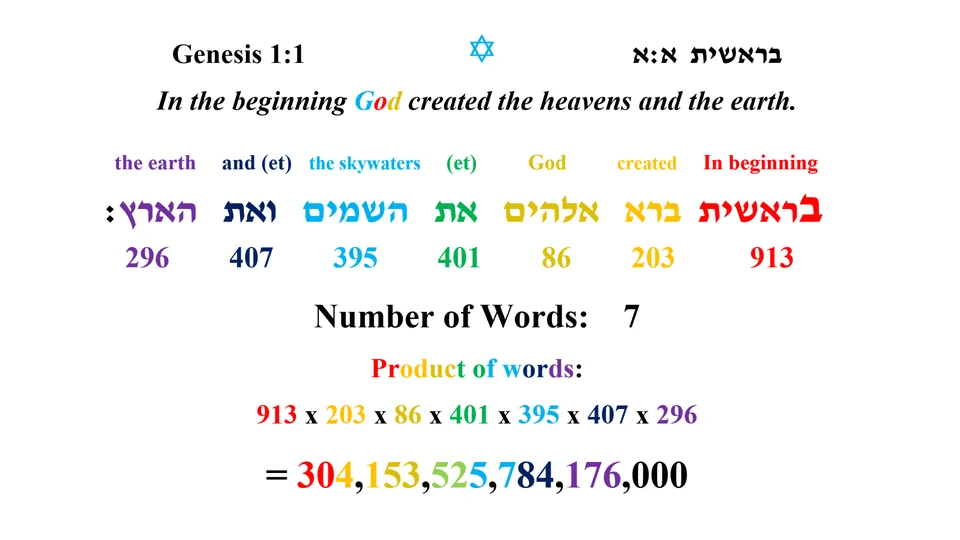 Genesis 1:1 בראשית א:א
In the beginning God created the heavens and the earth.
the earth and (et) the skywaters (et) God created In beginning
בראשית ברא אלהים את השמים ואת הארץ:
296 407 395 401 86 203 913
Number of Words: 7
Product of words:
913 x 203 x 86 x 401 x 395 x 407 x 296
= 304,153,525,784,176,000